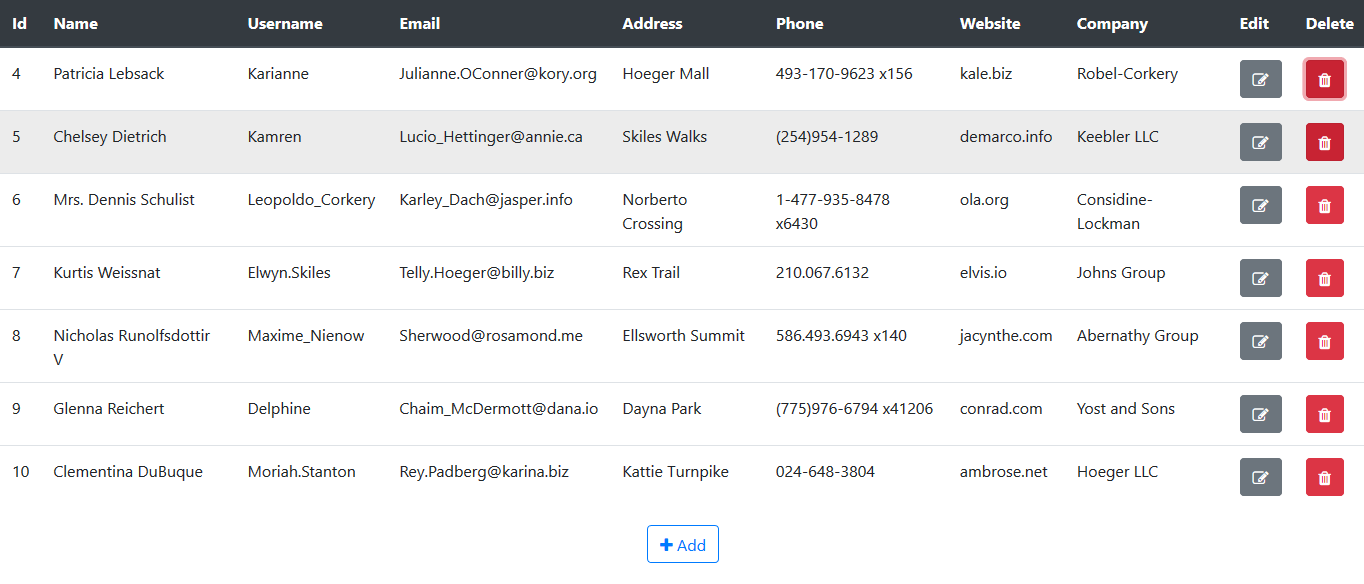 Id Name Username Email Address Phone Website Company Edit Delete
4 Patricia Lebsack Karianne Julianne.OConner@kory.org Hoeger Mall 493-170-9623 x156 kale.biz Robel-Corkery
5 Chelsey Dietrich Kamren Lucio_Hettinger@annie.ca Skiles Walks (254)954-1289 demarco.info Keebler LLC
6 Mrs. Dennis Schulist Leopoldo_Corkery Karley_Dach@jasper.info Norberto 1-477-935-8478 ola.org Considine-
Crossing x6430 Lockman
7 Kurtis Weissnat Elwyn.Skiles Telly.Hoeger@billy.biz Rex Trail 210.067.6132 elvis.io Johns Group
8 Nicholas Runolfsdottir Maxime_Nienow Sherwood@rosamond.me Ellsworth Summit 586.493.6943 x140 jacynthe.com Abernathy Group
V
9 Glenna Reichert Delphine Chaim_McDermott@dana.io Dayna Park (775)976-6794 x41206 conrad.com Yost and Sons
10 Clementina DuBuque Moriah.Stanton Rey.Padberg@karina.biz Kattie Turnpike 024-648-3804 ambrose.net Hoeger LLC
Add